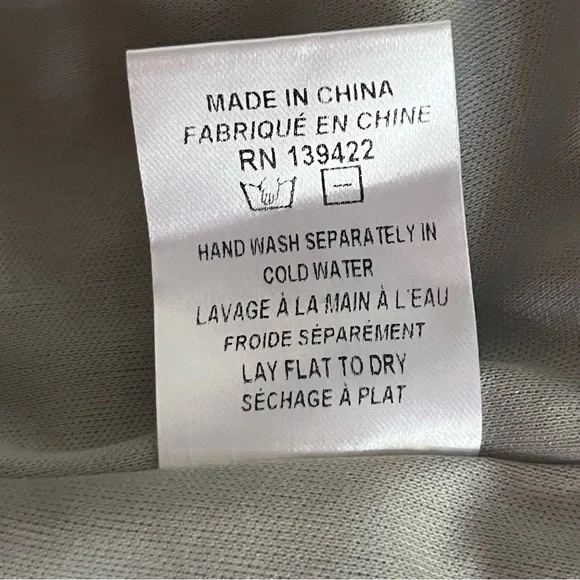 MADE IN CHINA
FABRIQUÉ EN CHINE
RN 139422
HAND WASH SEPARATELY IN
COLD WATER
LAVAGE À LA MAIN À L'EAU
FROIDE SÉPARÉMENT
LAY FLAT TO DRY
SÉCHAGE À PLAT